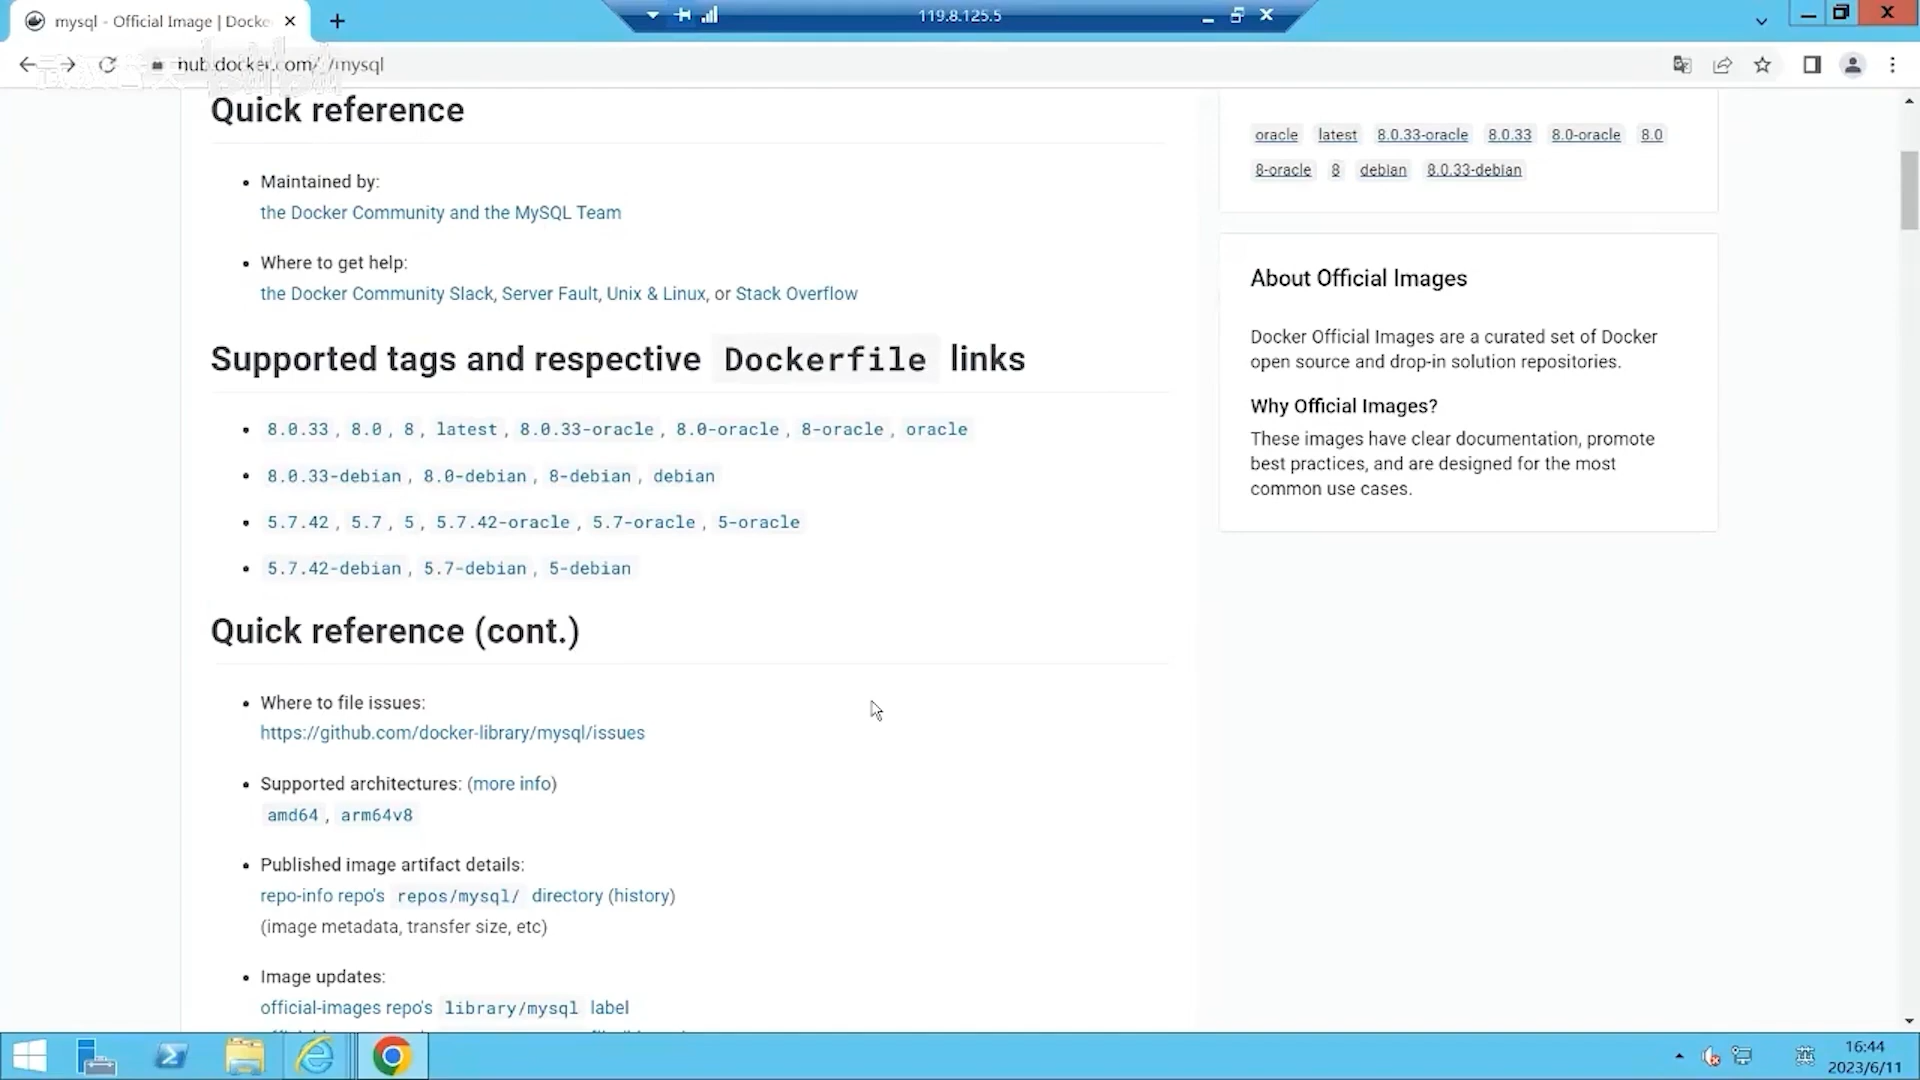 mysql - Official Image | Docke
119.8.125.5
hub.docker.com/_/mysql
Quick reference
Maintained by:
the Docker Community and the MySQL Team
Where to get help:
the Docker Community Slack, Server Fault, Unix & Linux, or Stack Overflow
Supported tags and respective Dockerfile links
8.0.33, 8.0, 8, latest, 8.0.33-oracle, 8.0-oracle, 8-oracle, oracle
8.0.33-debian, 8.0-debian, 8-debian, debian
5.7.42, 5.7, 5, 5.7.42-oracle, 5.7-oracle, 5-oracle
5.7.42-debian, 5.7-debian, 5-debian
Quick reference (cont.)
Where to file issues:
https://github.com/docker-library/mysql/issues
Supported architectures: (more info)
amd64, arm64v8
Published image artifact details:
repo-info repo's repos/mysql/ directory (history)
(image metadata, transfer size, etc)
Image updates:
official-images repo's library/mysql label
oracle latest 8.0.33-oracle 8.0.33 8.0-oracle 8.0
8-oracle 8 debian 8.0.33-debian
About Official Images
Docker Official Images are a curated set of Docker
open source and drop-in solution repositories.
Why Official Images?
These images have clear documentation, promote
best practices, and are designed for the most
common use cases.
英
16:44
2023/6/11